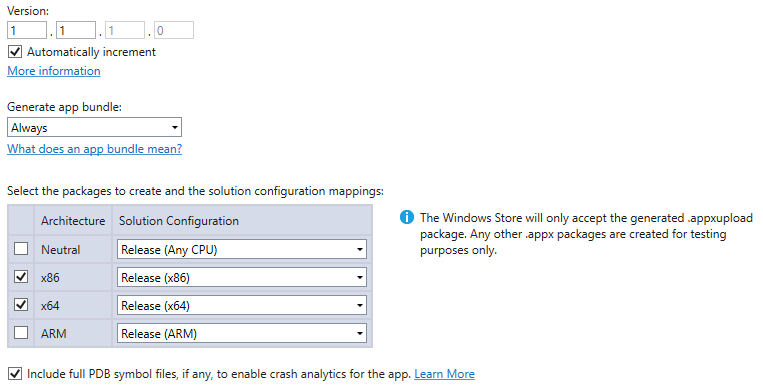 Version:
1 . 1 . 1 . 0
Automatically increment
More information
Generate app bundle:
Always
What does an app bundle mean?
Select the packages to create and the solution configuration mappings:
Architecture Solution Configuration
Neutral Release (Any CPU)
x86 Release (x86)
x64 Release (x64)
ARM Release (ARM)
The Windows Store will only accept the generated .appxupload
package. Any other .appx packages are created for testing
purposes only.
Include full PDB symbol files, if any, to enable crash analytics for the app. Learn More